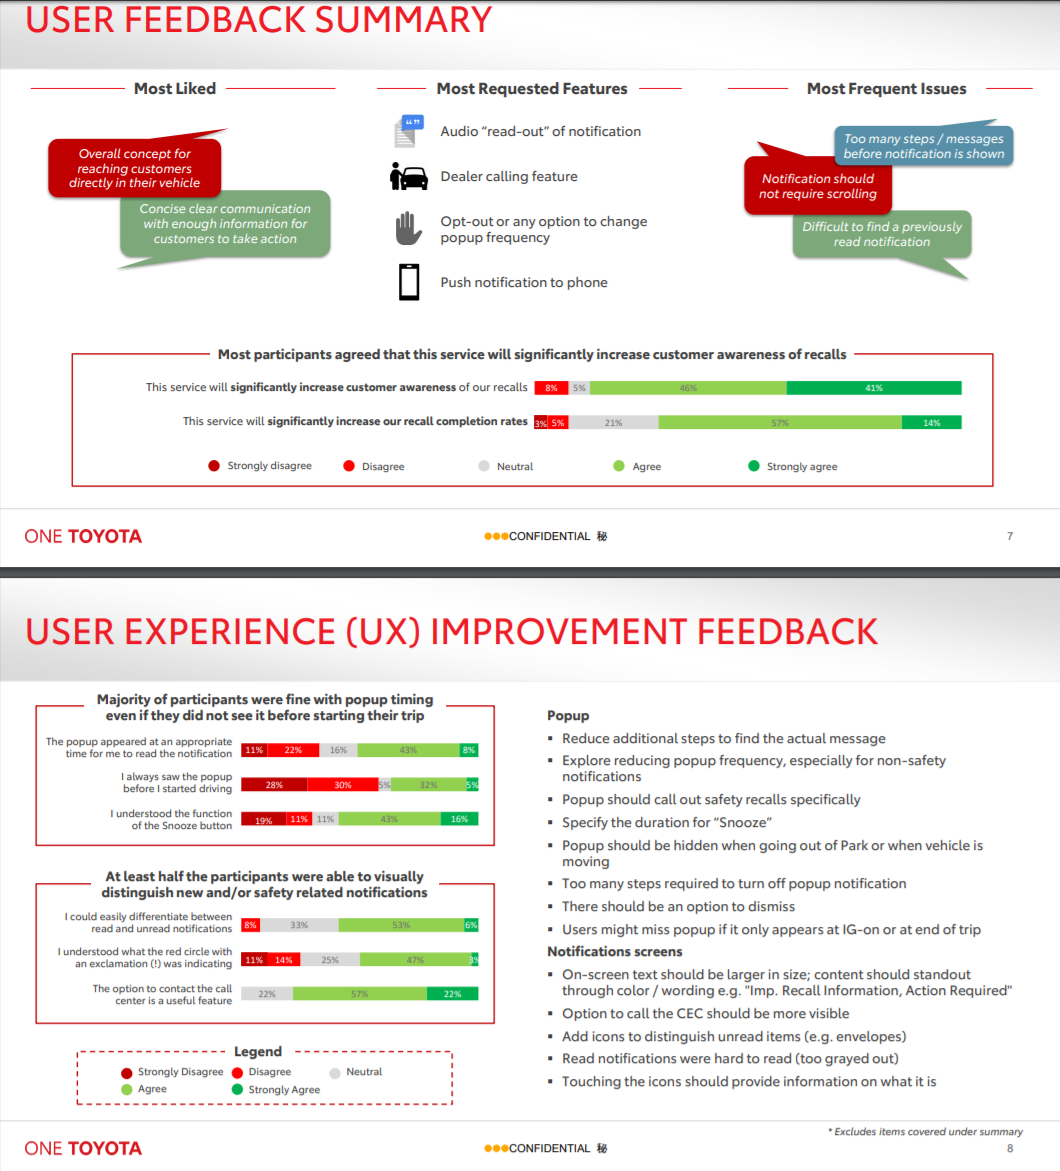 USER FEEDBACK SUMMARY
Most Liked
Overall concept for
reaching customers
directly in their vehicle
Concise clear communication
with enough information for
customers to take action
Most Requested Features
“ ”
Audio “read-out” of notification
Dealer calling feature
Opt-out or any option to change
popup frequency
Push notification to phone
Most Frequent Issues
Too many steps / messages
before notification is shown
Notification should
not require scrolling
Difficult to find a previously
read notification
Most participants agreed that this service will significantly increase customer awareness of recalls
This service will significantly increase customer awareness of our recalls 8% 5% 46% 41%
This service will significantly increase our recall completion rates 3% 5% 21% 57% 14%
Strongly disagree Disagree Neutral Agree Strongly agree
ONE TOYOTA CONFIDENTIAL 秘 7
USER EXPERIENCE (UX) IMPROVEMENT FEEDBACK
Majority of participants were fine with popup timing
even if they did not see it before starting their trip
The popup appeared at an appropriate
time for me to read the notification
11% 22% 16% 43% 8%
I always saw the popup
before I started driving
28% 30% 5% 32% 5%
I understood the function
of the Snooze button
19% 11% 11% 43% 16%
At least half the participants were able to visually
distinguish new and/or safety related notifications
I could easily differentiate between
read and unread notifications
8% 33% 53% 6%
I understood what the red circle with
an exclamation (!) was indicating
11% 14% 25% 47% 3%
The option to contact the call
center is a useful feature
22% 57% 22%
Legend
Strongly Disagree Disagree Neutral
Agree Strongly Agree
Popup
▪ Reduce additional steps to find the actual message
▪ Explore reducing popup frequency, especially for non-safety
notifications
▪ Popup should call out safety recalls specifically
▪ Specify the duration for “Snooze”
▪ Popup should be hidden when going out of Park or when vehicle is
moving
▪ Too many steps required to turn off popup notification
▪ There should be an option to dismiss
▪ Users might miss popup if it only appears at IG-on or at end of trip
Notifications screens
▪ On-screen text should be larger in size; content should standout
through color / wording e.g. "Imp. Recall Information, Action Required"
▪ Option to call the CEC should be more visible
▪ Add icons to distinguish unread items (e.g. envelopes)
▪ Read notifications were hard to read (too grayed out)
▪ Touching the icons should provide information on what it is
* Excludes items covered under summary
ONE TOYOTA CONFIDENTIAL 秘 8